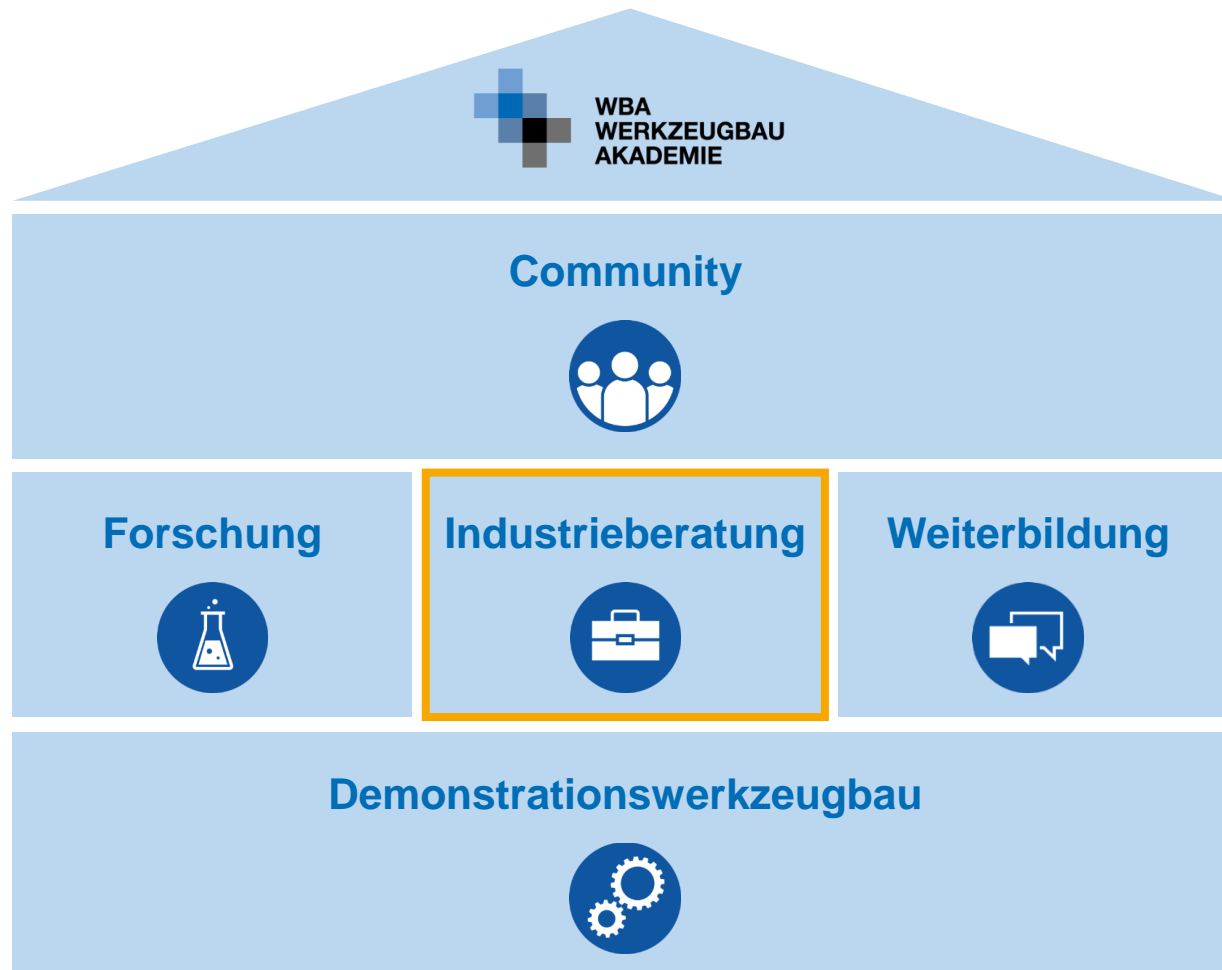 WBA
WERKZEUGBAU
AKADEMIE
Community
Forschung
Industrieberatung
Weiterbildung
Demonstrationswerkzeugbau